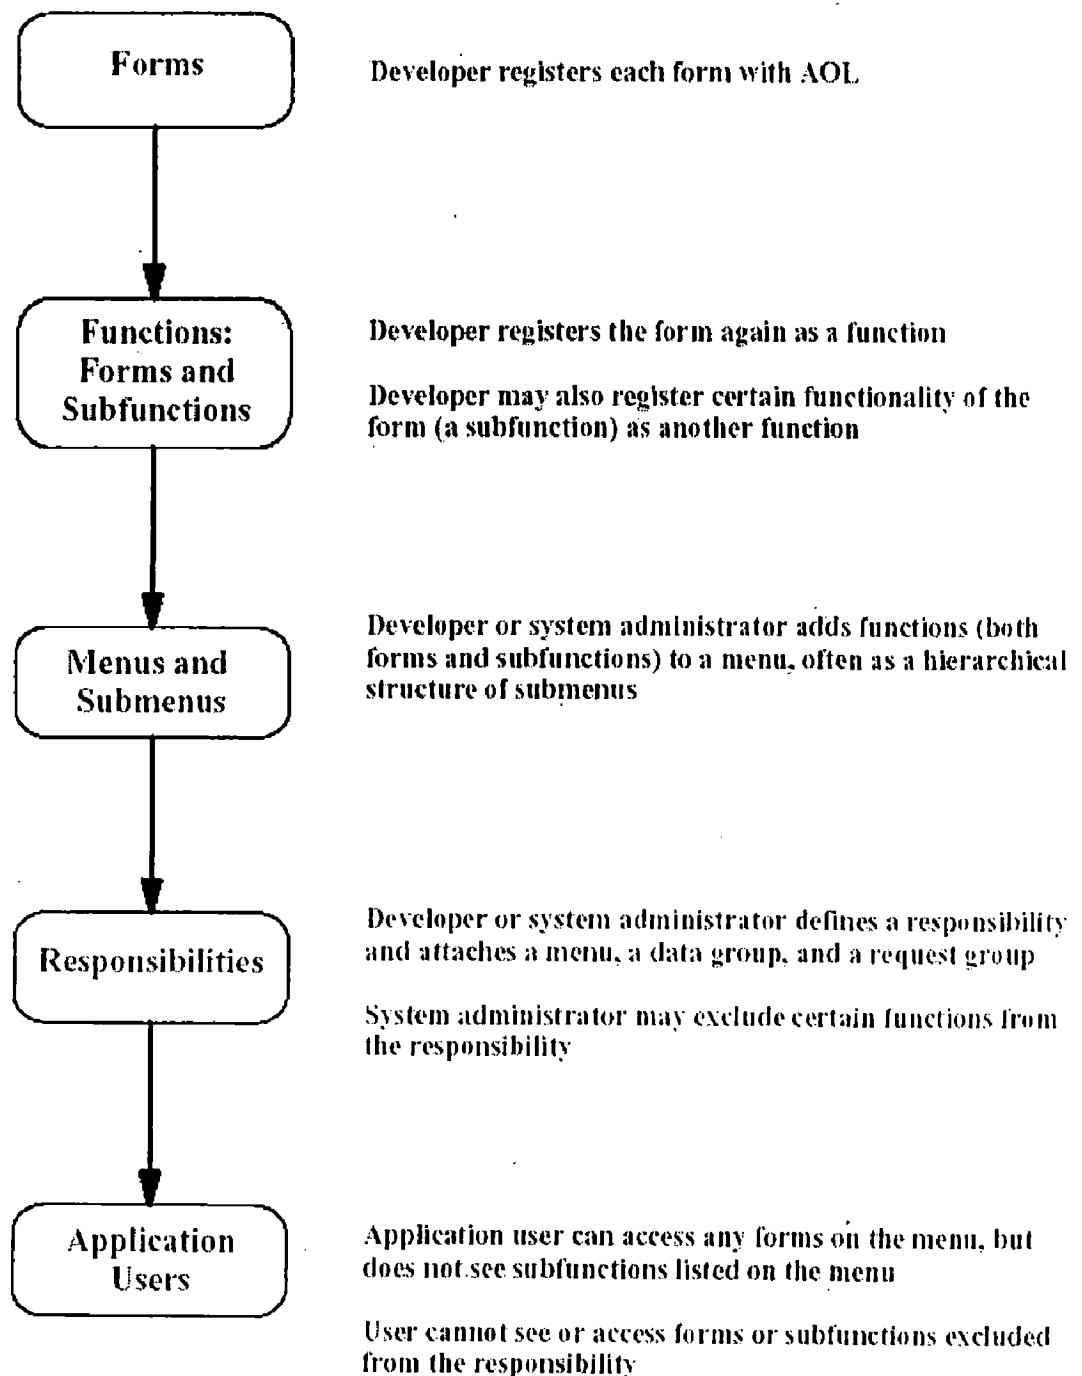 Forms
Developer registers each form with AOL
Functions:
Forms and
Subfunctions
Developer registers the form again as a function
Developer may also register certain functionality of the
form (a subfunction) as another function
Menus and
Submenus
Developer or system administrator adds functions (both
forms and subfunctions) to a menu, often as a hierarchical
structure of submenus
Responsibilities
Developer or system administrator defines a responsibility
and attaches a menu, a data group, and a request group
System administrator may exclude certain functions from
the responsibility
Application
Users
Application user can access any forms on the menu, but
does not see subfunctions listed on the menu
User cannot see or access forms or subfunctions excluded
from the responsibility